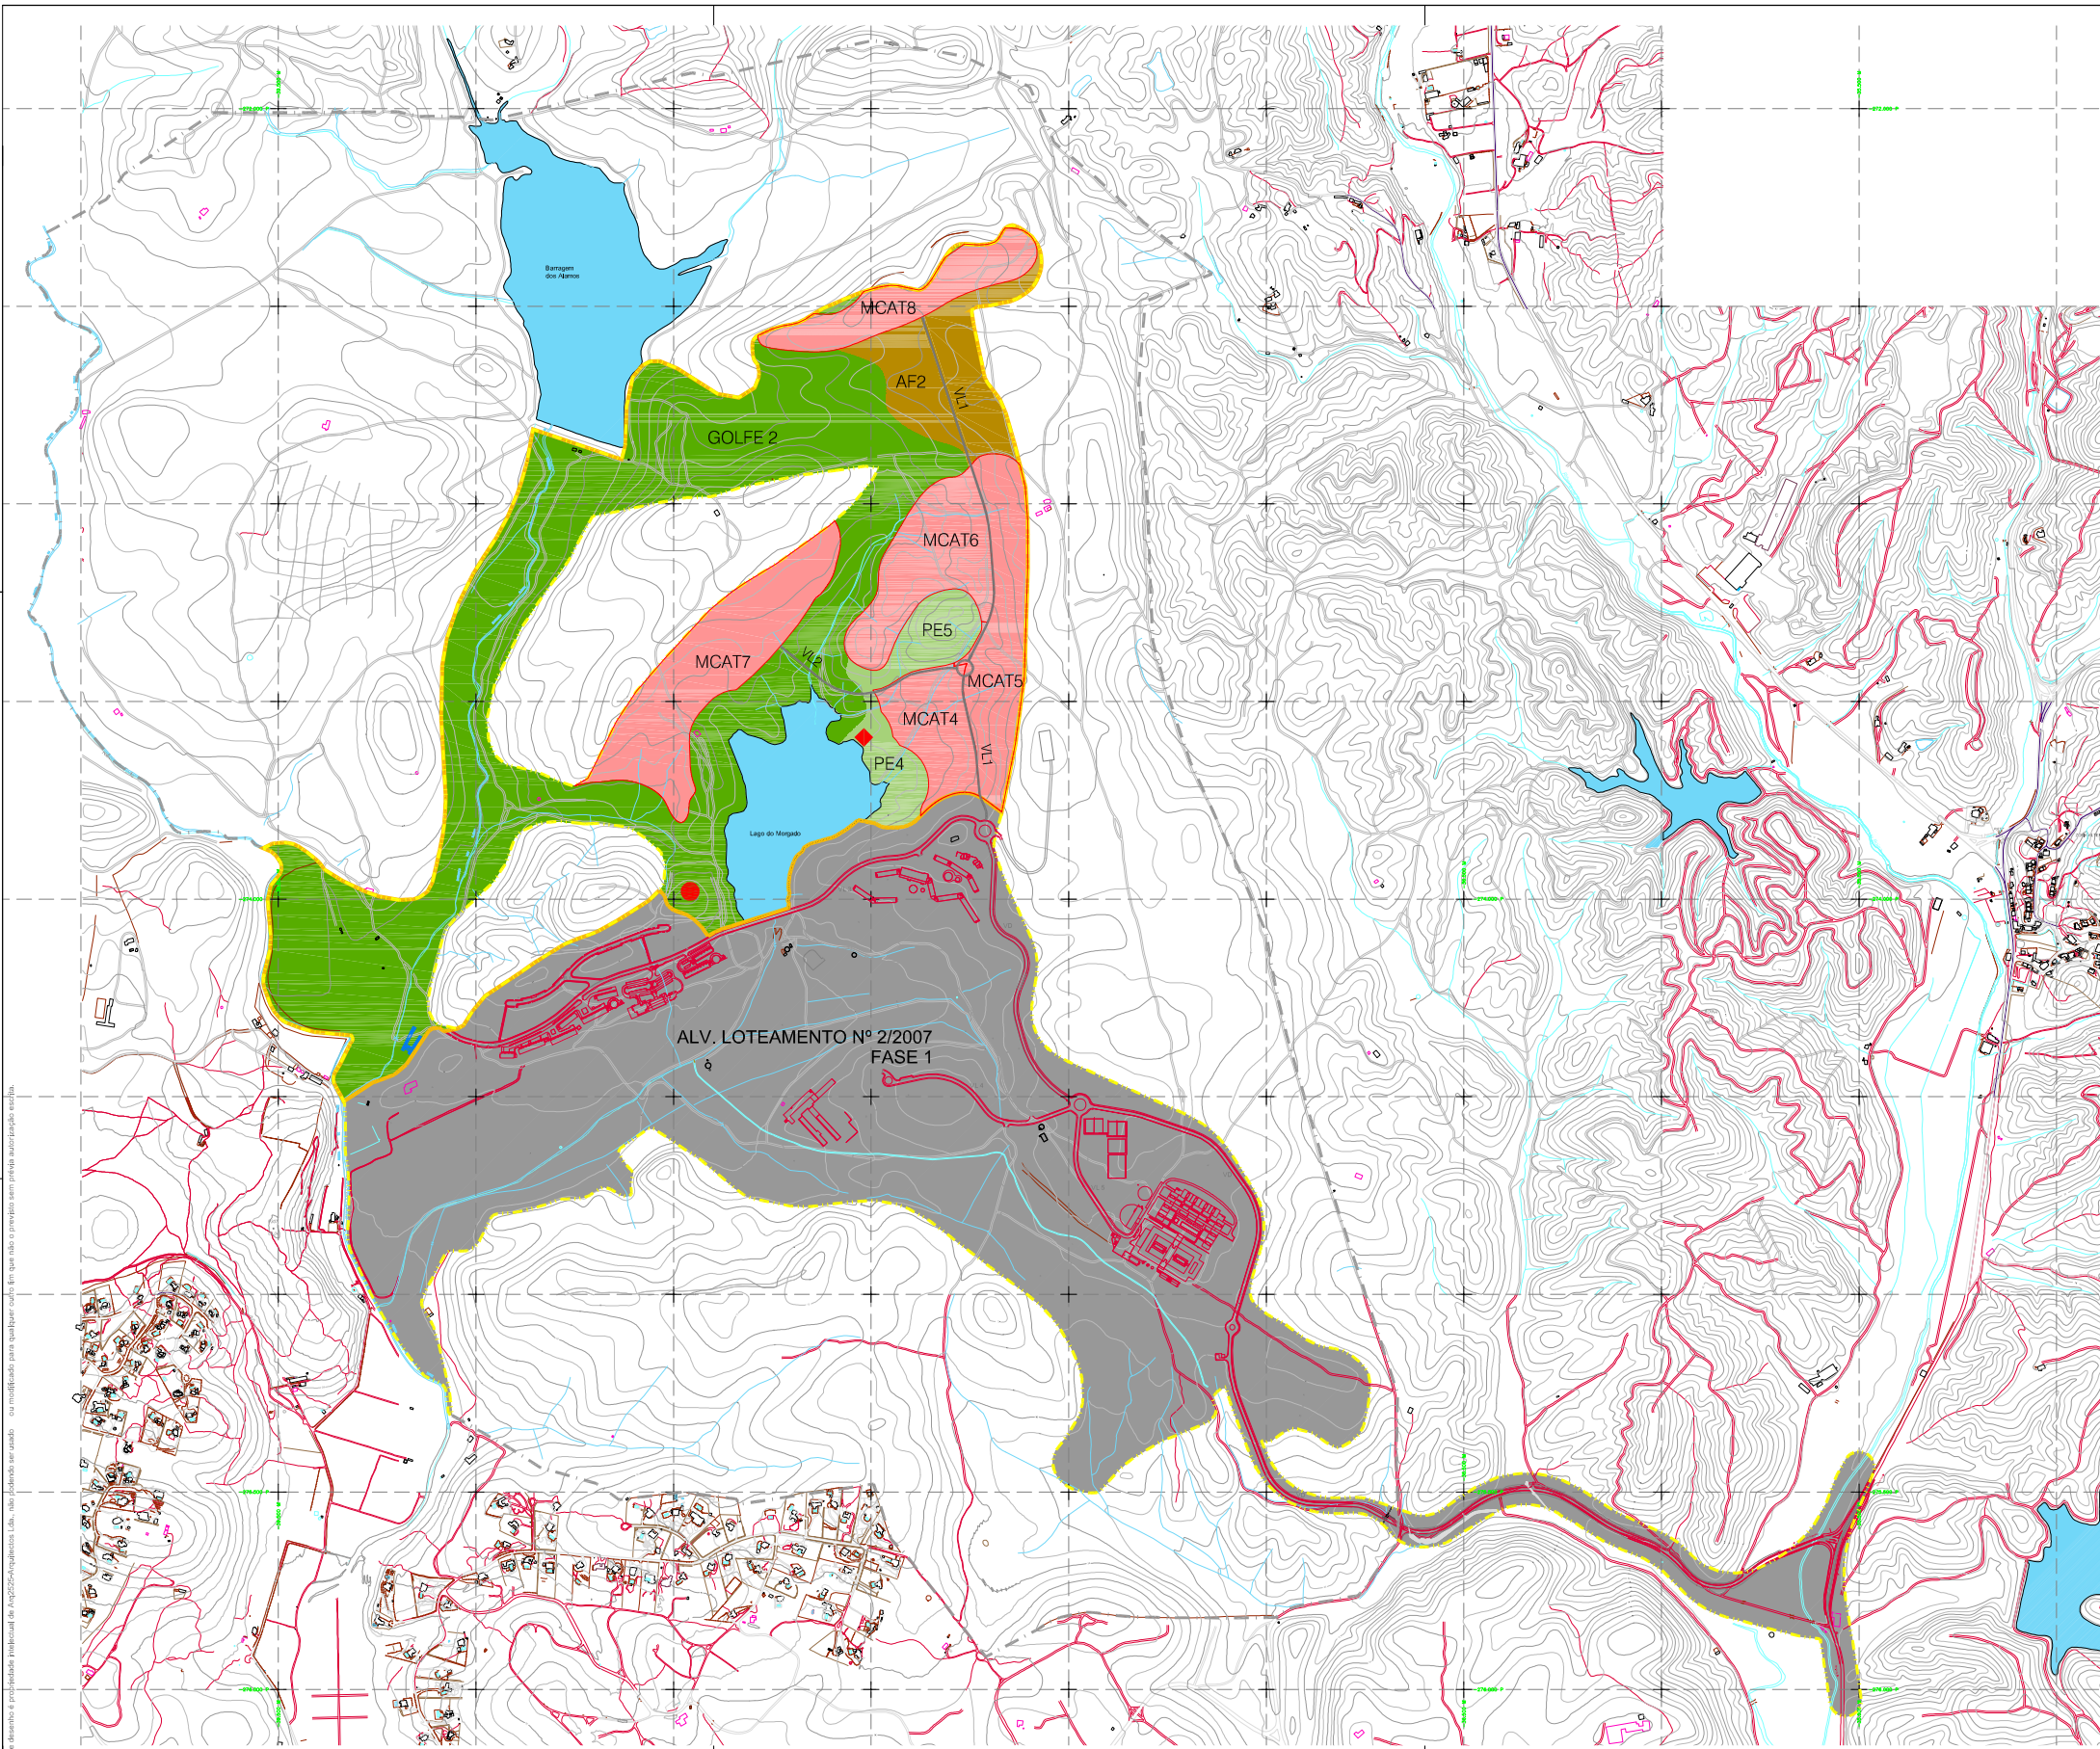 Barragem
dos Alamos
MCAT8
AF2
VL1
GOLFE 2
MCAT6
PE5
VL2
MCAT7
MCAT5
MCAT4
VL1
PE4
Lago do Morgado
ALV. LOTEAMENTO Nº 2/2007
FASE 1